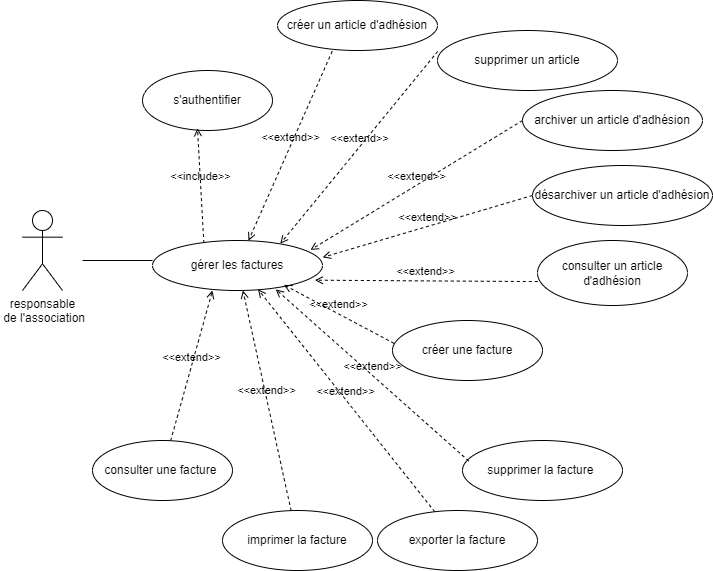 créer un article d'adhésion
supprimer un article
s'authentifier
archiver un article d'adhésion
<<extend>>
<<extend>>
<<include>>
<<extend>>
désarchiver un article d'adhésion
<<extend>>
gérer les factures
consulter un article
d'adhésion
<<extend>>
responsable
de l'association
<<extend>>
créer une facture
<<extend>>
<<extend>>
<<extend>>
<<extend>>
consulter une facture
supprimer la facture
imprimer la facture
exporter la facture